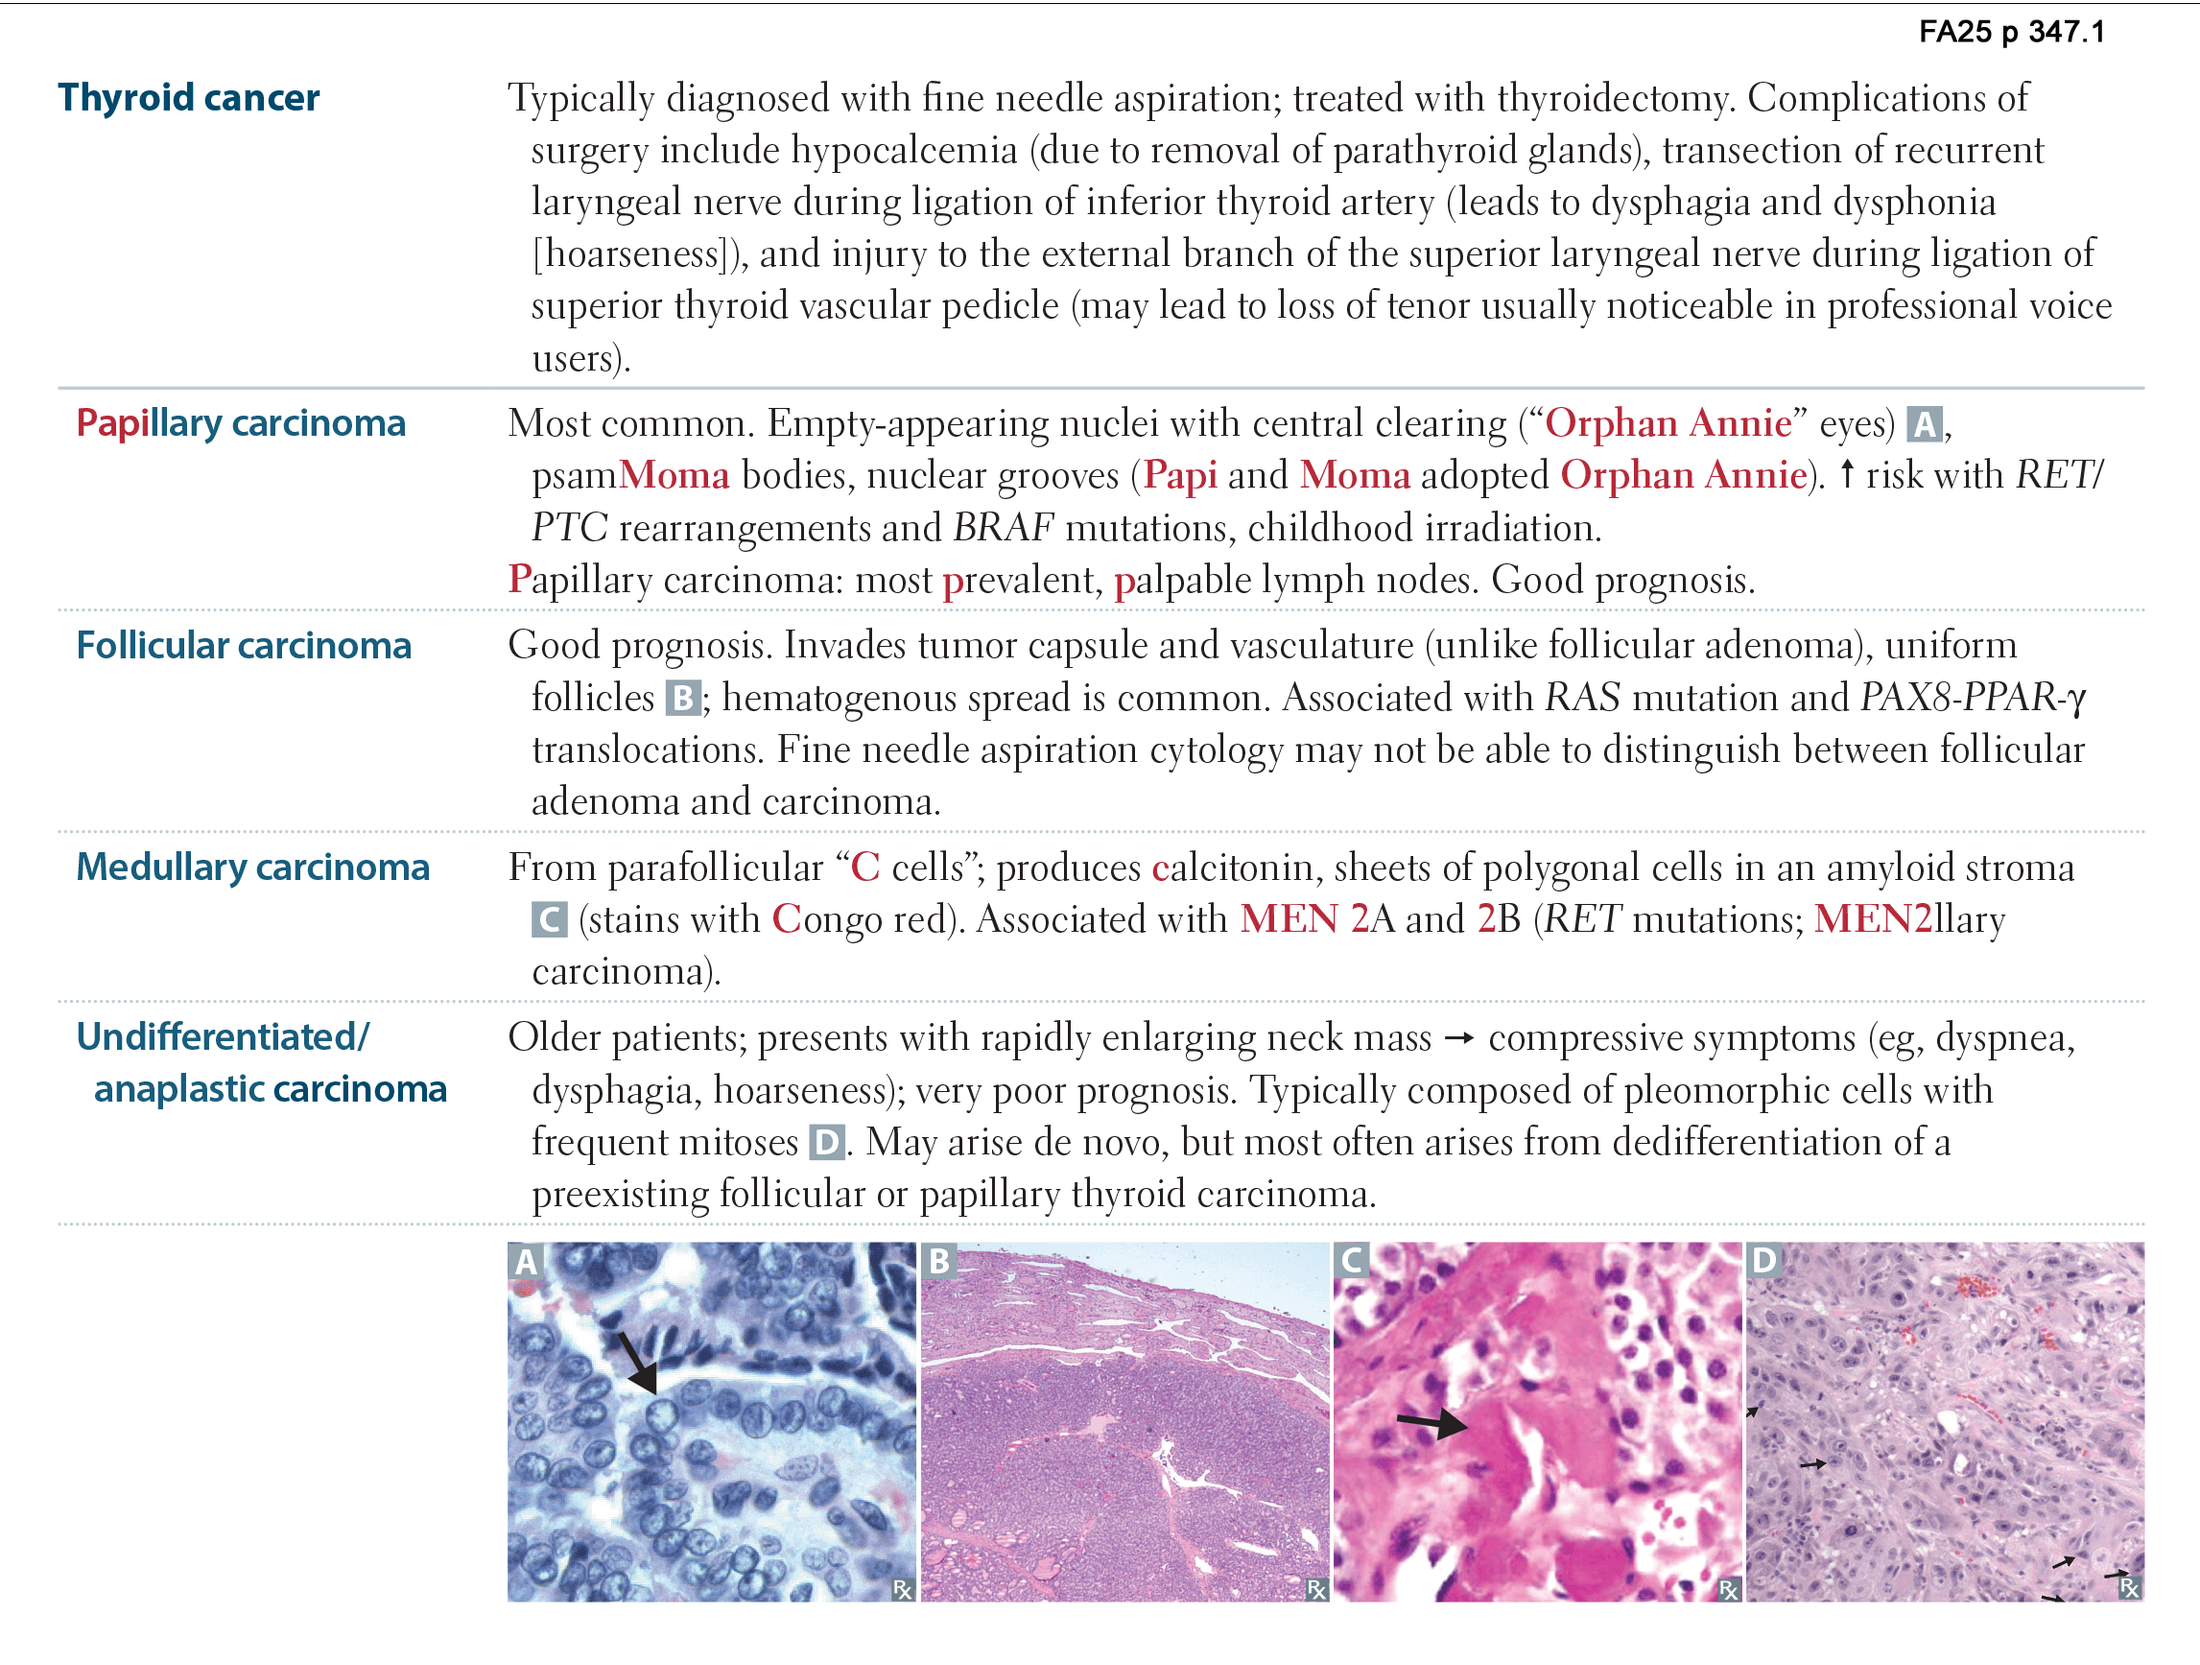 FA25 p 347.1
Thyroid cancer
Typically diagnosed with fine needle aspiration; treated with thyroidectomy. Complications of
surgery include hypocalcemia (due to removal of parathyroid glands), transection of recurrent
laryngeal nerve during ligation of inferior thyroid artery (leads to dysphagia and dysphonia
[hoarseness]), and injury to the external branch of the superior laryngeal nerve during ligation of
superior thyroid vascular pedicle (may lead to loss of tenor usually noticeable in professional voice
users).
Papillary carcinoma
Most common. Empty-appearing nuclei with central clearing (“Orphan Annie” eyes) A,
psamMoma bodies, nuclear grooves (Papi and Moma adopted Orphan Annie). ↑ risk with RET/
PTC rearrangements and BRAF mutations, childhood irradiation.
Papillary carcinoma: most prevalent, palpable lymph nodes. Good prognosis.
Follicular carcinoma
Good prognosis. Invades tumor capsule and vasculature (unlike follicular adenoma), uniform
follicles B; hematogenous spread is common. Associated with RAS mutation and PAX8-PPAR-γ
translocations. Fine needle aspiration cytology may not be able to distinguish between follicular
adenoma and carcinoma.
Medullary carcinoma
From parafollicular “C cells”; produces calcitonin, sheets of polygonal cells in an amyloid stroma
C (stains with Congo red). Associated with MEN 2A and 2B (RET mutations; MEN2llary
carcinoma).
Undifferentiated/
anaplastic carcinoma
Older patients; presents with rapidly enlarging neck mass → compressive symptoms (eg, dyspnea,
dysphagia, hoarseness); very poor prognosis. Typically composed of pleomorphic cells with
frequent mitoses D. May arise de novo, but most often arises from dedifferentiation of a
preexisting follicular or papillary thyroid carcinoma.
A B C D
Rx Rx Rx Rx